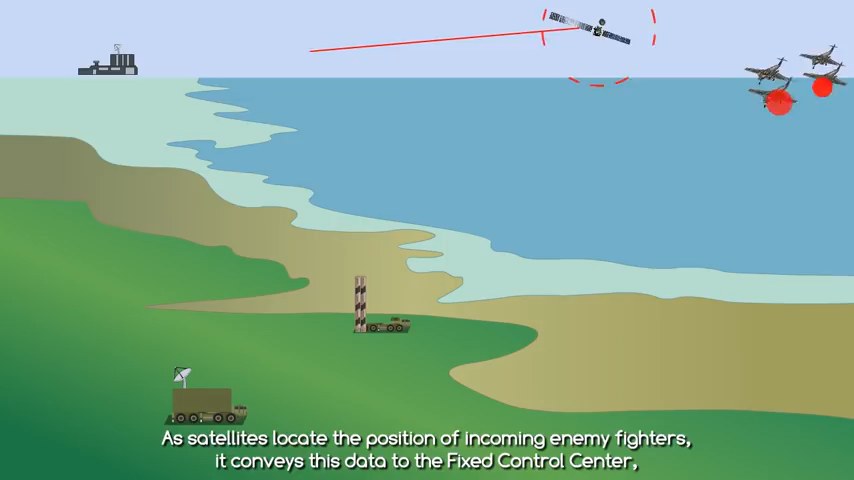 As satellites locate the position of incoming enemy fighters,
it conveys this data to the Fixed Control Center,